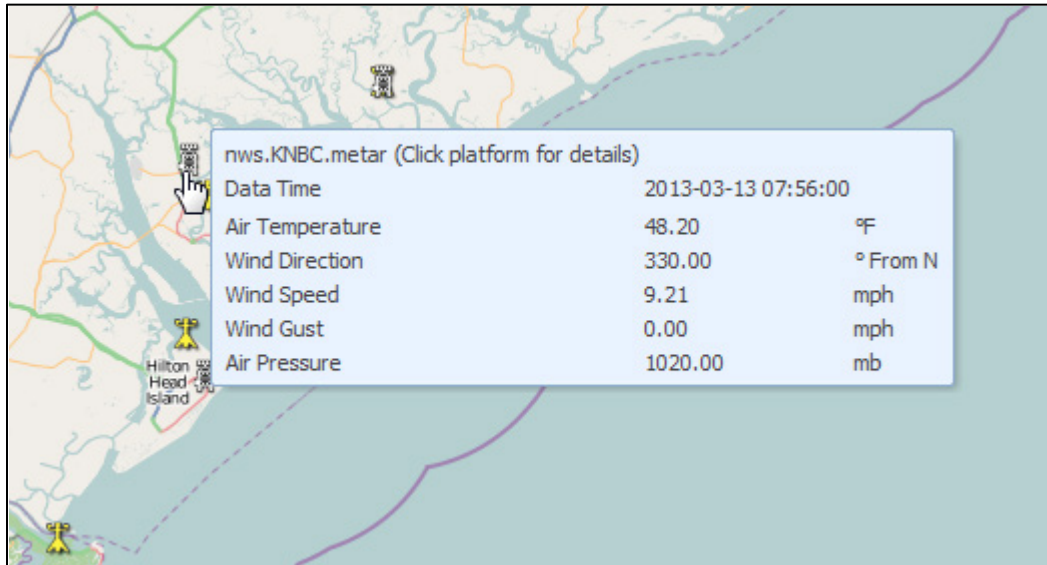 nws.KNBC.metar (Click platform for details)
Data Time 2013-03-13 07:56:00
Air Temperature 48.20 °F
Wind Direction 330.00 ° From N
Wind Speed 9.21 mph
Wind Gust 0.00 mph
Air Pressure 1020.00 mb
Hilton
Head
Island